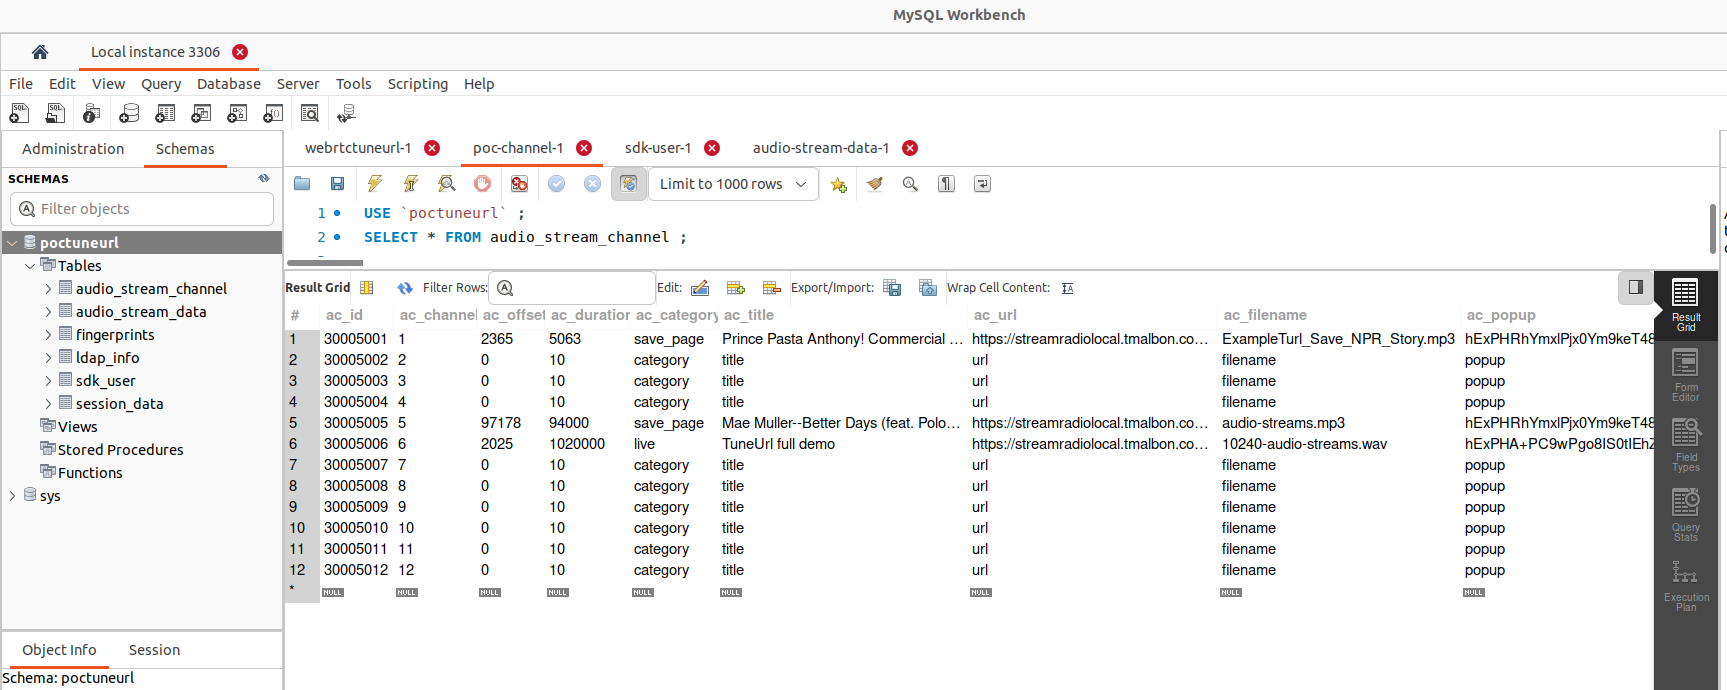 MySQL Workbench
Local instance 3306
File Edit View Query Database Server Tools Scripting Help
Administration Schemas
webrtctuneurl-1 poc-channel-1 sdk-user-1 audio-stream-data-1
SCHEMAS
Limit to 1000 rows
Filter objects
1 USE `poctuneurl` ;
2 SELECT * FROM audio_stream_channel ;
poctuneurl
Tables
audio_stream_channel
audio_stream_data
fingerprints
ldap_info
sdk_user
session_data
Views
Stored Procedures
Functions
sys
Result Grid Filter Rows: Edit: Export/Import: Wrap Cell Content:
# ac_id ac_channel ac_offset ac_duration ac_category ac_title ac_url ac_filename ac_popup
1 30005001 1 2365 5063 save_page Prince Pasta Anthony! Commercial ... https://streamradiolocal.tmalbon.co... ExampleTurl_Save_NPR_Story.mp3 hExPHRhYmxlPjx0Ym9keT48
2 30005002 2 0 10 category title url filename popup
3 30005003 3 0 10 category title url filename popup
4 30005004 4 0 10 category title url filename popup
5 30005005 5 97178 94000 save_page Mae Muller--Better Days (feat. Polo... https://streamradiolocal.tmalbon.co... audio-streams.mp3 hExPHRhYmxlPjx0Ym9keT48
6 30005006 6 2025 1020000 live TuneUrl full demo https://streamradiolocal.tmalbon.co... 10240-audio-streams.wav hExPHA+PC9wPgo8IS0tIEhZ
7 30005007 7 0 10 category title url filename popup
8 30005008 8 0 10 category title url filename popup
9 30005009 9 0 10 category title url filename popup
10 30005010 10 0 10 category title url filename popup
11 30005011 11 0 10 category title url filename popup
12 30005012 12 0 10 category title url filename popup
* NULL NULL NULL NULL NULL NULL NULL NULL NULL
Result
Grid
Form
Editor
Field
Types
Query
Stats
Execution
Plan
Object Info Session
Schema: poctuneurl